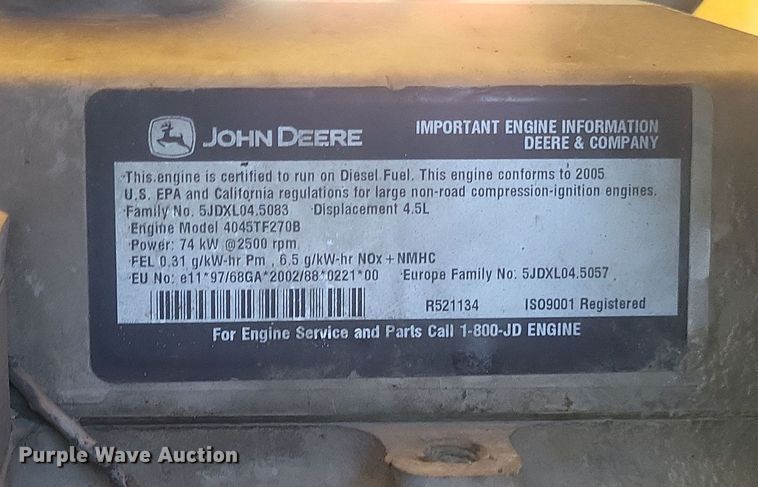 JOHN DEERE
IMPORTANT ENGINE INFORMATION
DEERE & COMPANY
This engine is certified to run on Diesel Fuel. This engine conforms to 2005
U.S. EPA and California regulations for large non-road compression-ignition engines.
Family No. 5JDXL04.5083 Displacement 4.5L
Engine Model 4045TF270B
Power: 74 kW @2500 rpm
FEL 0.31 g/kW-hr Pm , 6.5 g/kW-hr NOx + NMHC
EU No: e11*97/68GA*2002/88*0221*00 Europe Family No: 5JDXL04.5057
R521134 ISO9001 Registered
For Engine Service and Parts Call 1-800-JD ENGINE
Purple Wave Auction